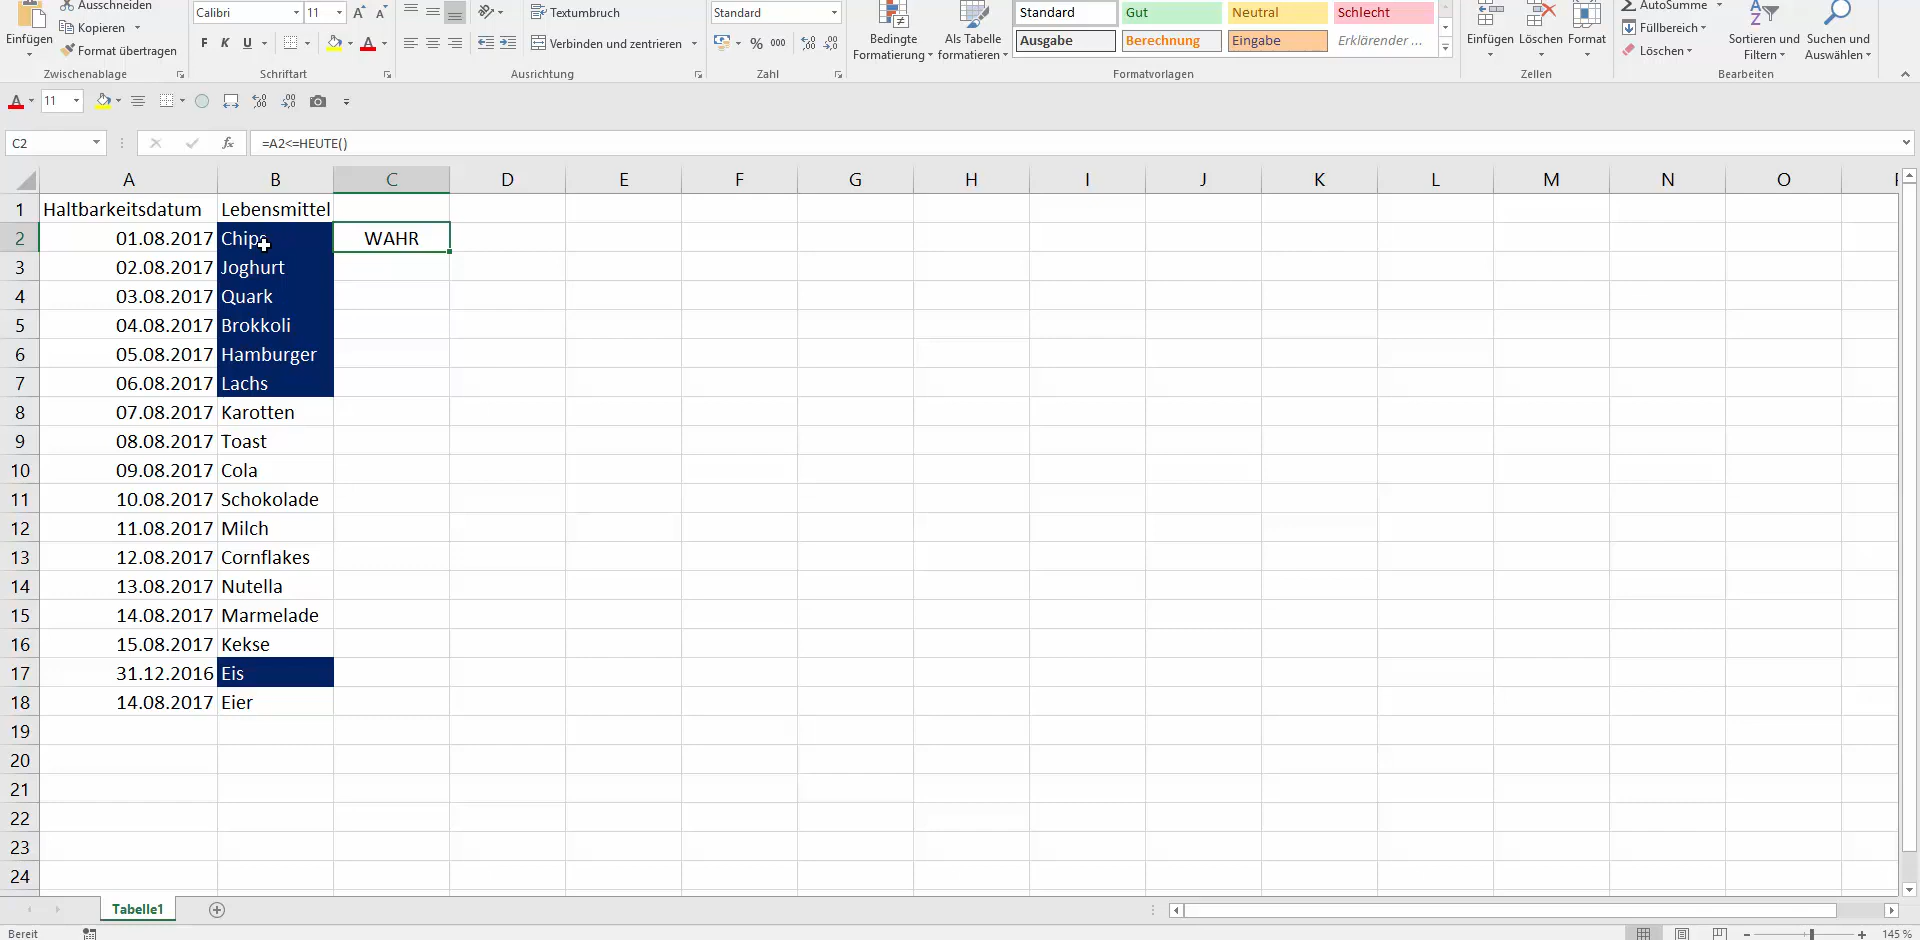 Ausschneiden
Kopieren
Format übertragen
Einfügen
Zwischenablage
Calibri 11 A A
F K U A
Schriftart
Textumbruch
Verbinden und zentrieren
Ausrichtung
Standard
% 000
Zahl
Bedingte Formatierung
Als Tabelle formatieren
Standard Gut Neutral Schlecht
Ausgabe Berechnung Eingabe Erklärender ...
Formatvorlagen
Einfügen Löschen Format
Zellen
AutoSumme
Füllbereich
Löschen
Sortieren und Filtern
Suchen und Auswählen
Bearbeiten
A 11
C2 fx =A2<=HEUTE()
A B C D E F G H I J K L M N O
1 Haltbarkeitsdatum Lebensmittel
2 01.08.2017 Chips WAHR
3 02.08.2017 Joghurt
4 03.08.2017 Quark
5 04.08.2017 Brokkoli
6 05.08.2017 Hamburger
7 06.08.2017 Lachs
8 07.08.2017 Karotten
9 08.08.2017 Toast
10 09.08.2017 Cola
11 10.08.2017 Schokolade
12 11.08.2017 Milch
13 12.08.2017 Cornflakes
14 13.08.2017 Nutella
15 14.08.2017 Marmelade
16 15.08.2017 Kekse
17 31.12.2016 Eis
18 14.08.2017 Eier
19
20
21
22
23
24
Tabelle1
Bereit
145 %